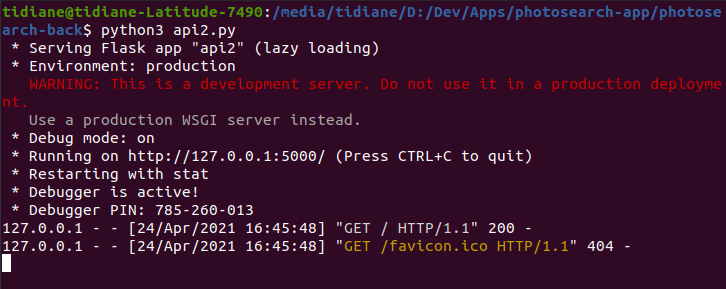 tidiane@tidiane-Latitude-7490:/media/tidiane/D:/Dev/Apps/photosearch-app/photose
arch-back$ python3 api2.py
 * Serving Flask app "api2" (lazy loading)
 * Environment: production
   WARNING: This is a development server. Do not use it in a production deployme
nt.
   Use a production WSGI server instead.
 * Debug mode: on
 * Running on http://127.0.0.1:5000/ (Press CTRL+C to quit)
 * Restarting with stat
 * Debugger is active!
 * Debugger PIN: 785-260-013
127.0.0.1 - - [24/Apr/2021 16:45:48] "GET / HTTP/1.1" 200 -
127.0.0.1 - - [24/Apr/2021 16:45:48] "GET /favicon.ico HTTP/1.1" 404 -